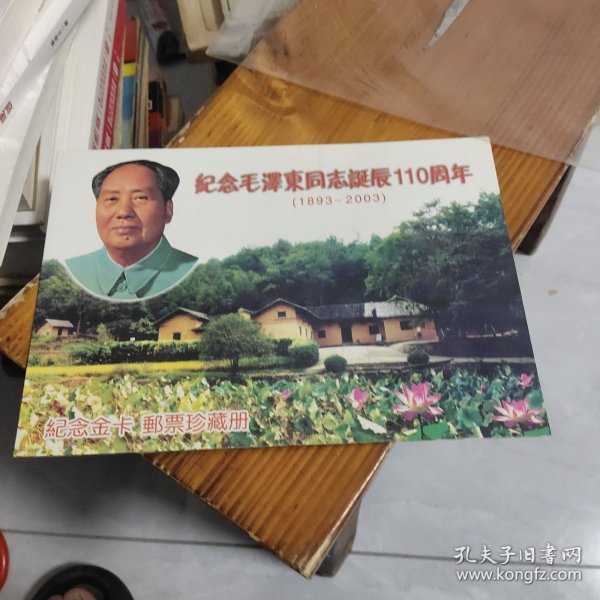 紀念毛澤東同志誕辰110周年
(1893-2003)
紀念金卡 郵票珍藏册
孔夫子旧書网
www.kongfz.com